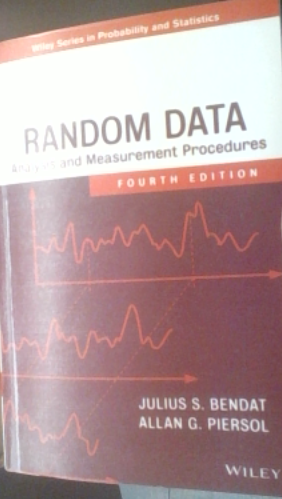 Wiley Series in Probability and Statistics
RANDOM DATA
Analysis and Measurement Procedures
FOURTH EDITION
JULIUS S. BENDAT
ALLAN G. PIERSOL
WILEY